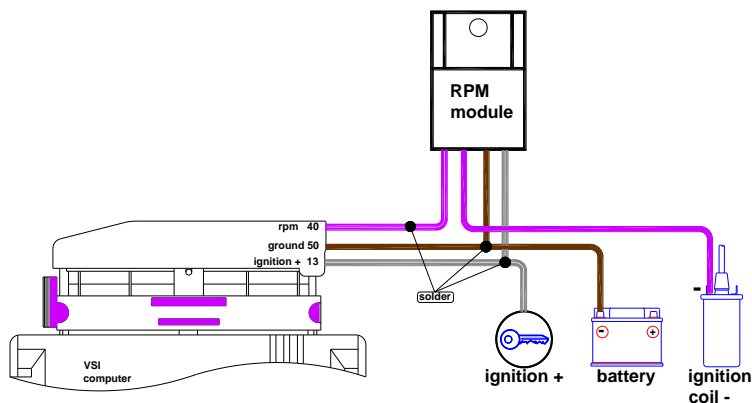 RPM
module
rpm 40
ground 50
ignition + 13
solder
-
- +
VSI
computer
ignition + battery ignition
coil -